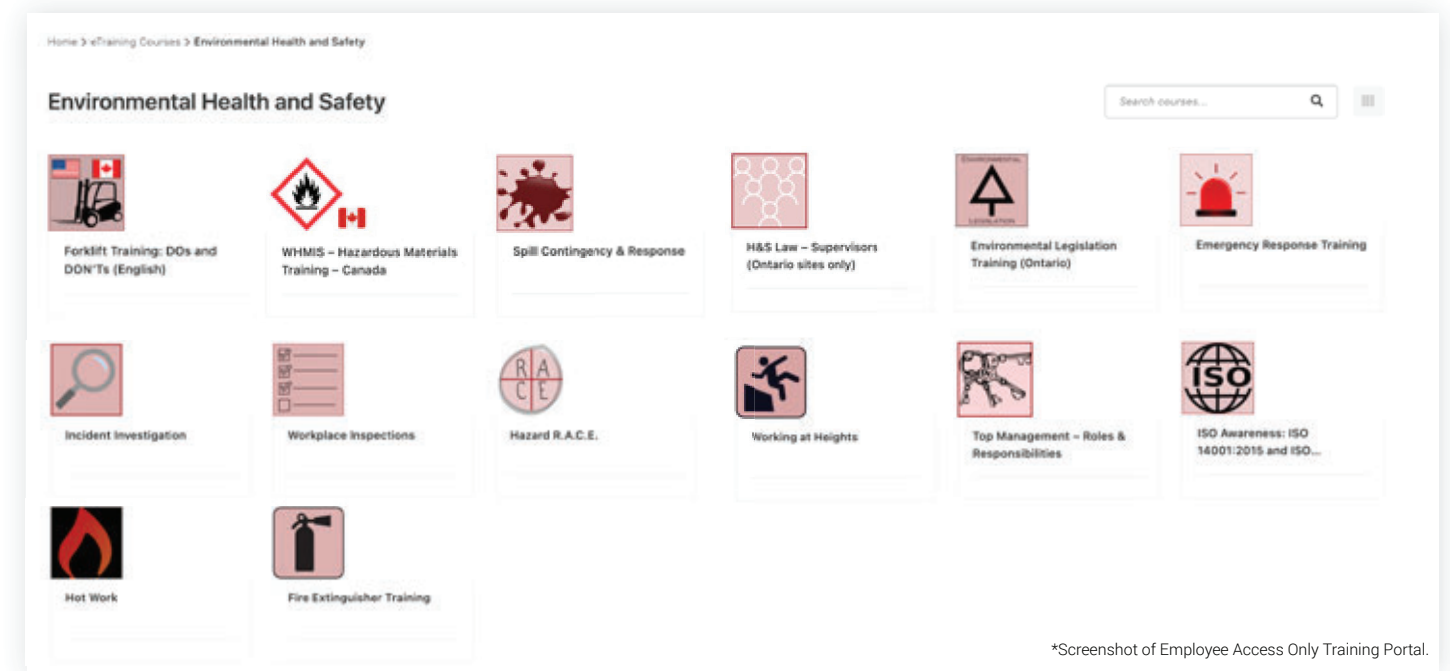 Home > eTraining Courses > Environmental Health and Safety
Environmental Health and Safety
Search courses...
Forklift Training: DOs and
DON'Ts (English)
WHMIS – Hazardous Materials
Training – Canada
Spill Contingency & Response
H&S Law – Supervisors
(Ontario sites only)
ENVIRONMENTAL
LEGISLATION
Environmental Legislation
Training (Ontario)
Emergency Response Training
Incident Investigation
Workplace Inspections
R A
C E
Hazard R.A.C.E.
Working at Heights
Top Management – Roles &
Responsibilities
ISO
ISO Awareness: ISO
14001:2015 and ISO...
Hot Work
Fire Extinguisher Training
*Screenshot of Employee Access Only Training Portal.